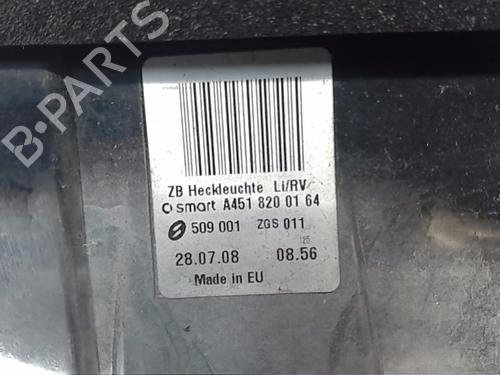 B-PARTS
ZB Heckleuchte Li/RV
smart A451 820 01 64
509 001 ZGS 011
28.07.08 08.56
Made in EU